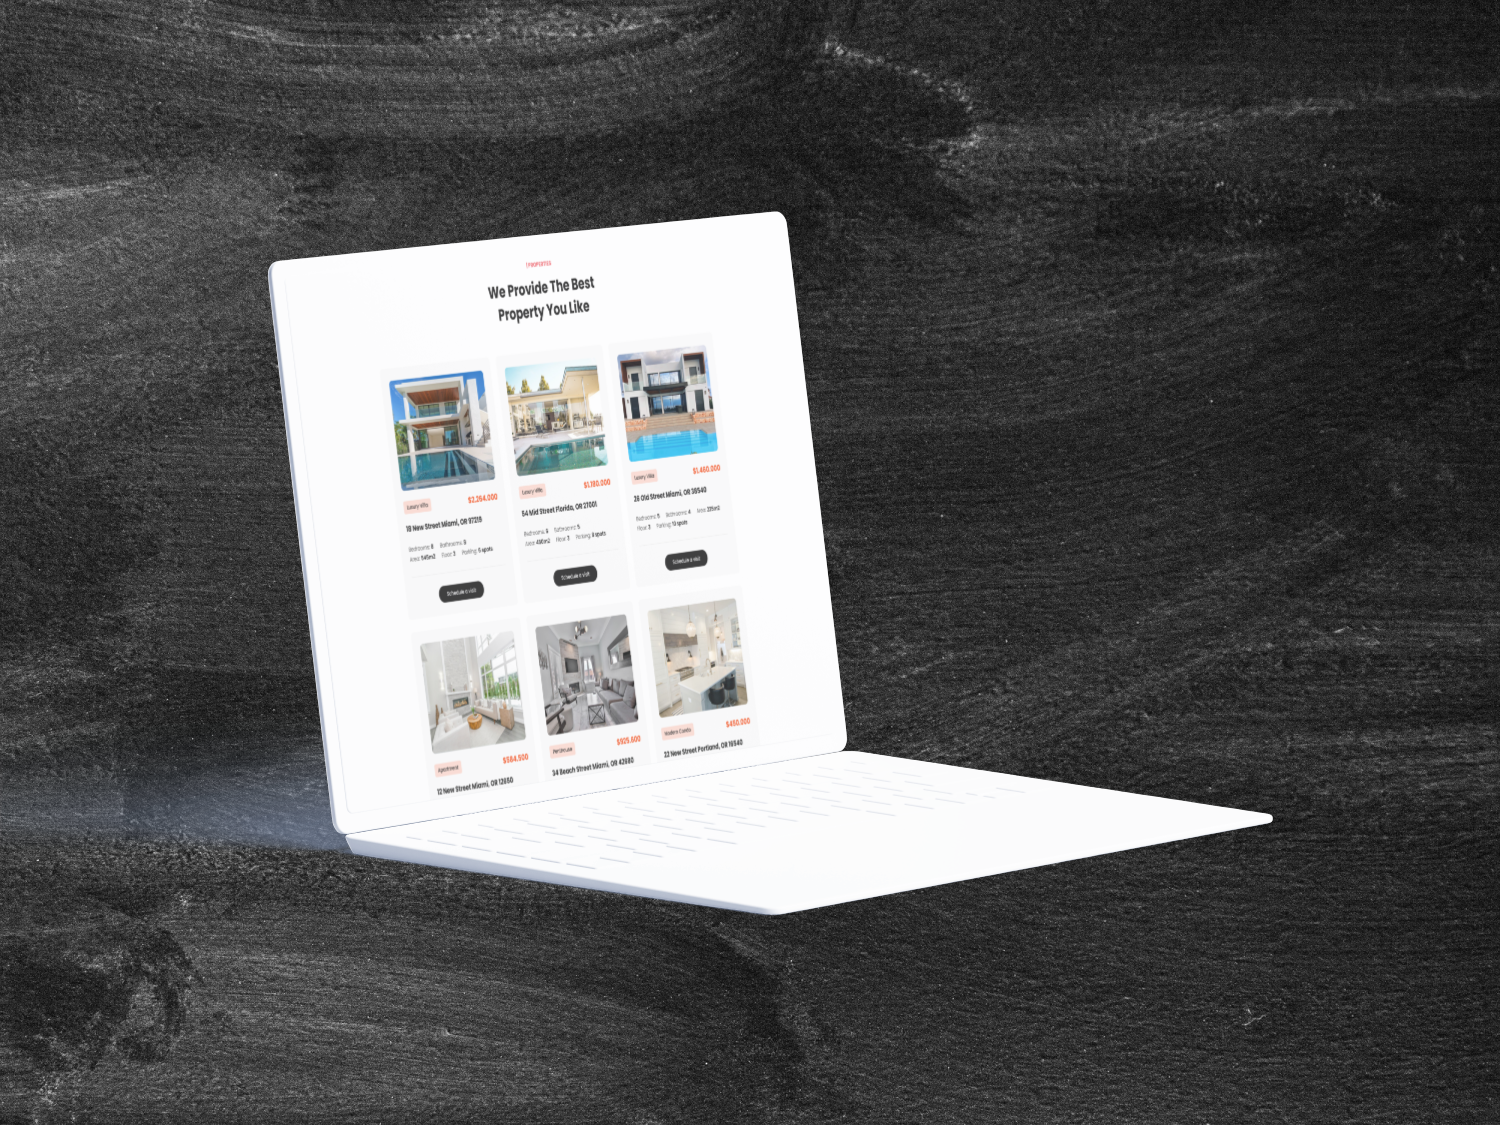 | PROPERTIES
We Provide The Best
Property You Like
Luxury Villa
$2.264.000
18 New Street Miami, OR 97219
Bedrooms: 8 Bathrooms: 8
Area: 545m2 Floor: 3 Parking: 6 spots
Schedule a visit
Luxury Villa
$1.180.000
54 Mid Street Florida, OR 27001
Bedrooms: 6 Bathrooms: 5
Area: 450m2 Floor: 3 Parking: 8 spots
Schedule a visit
Luxury Villa
$1.460.000
26 Old Street Miami, OR 38540
Bedrooms: 5 Bathrooms: 4 Area: 225m2
Floor: 3 Parking: 10 spots
Schedule a visit
Apartment
$584.500
12 New Street Miami, OR 12650
Penthouse
$925.600
34 Beach Street Miami, OR 42680
Modern Condo
$450.000
22 New Street Portland, OR 16540